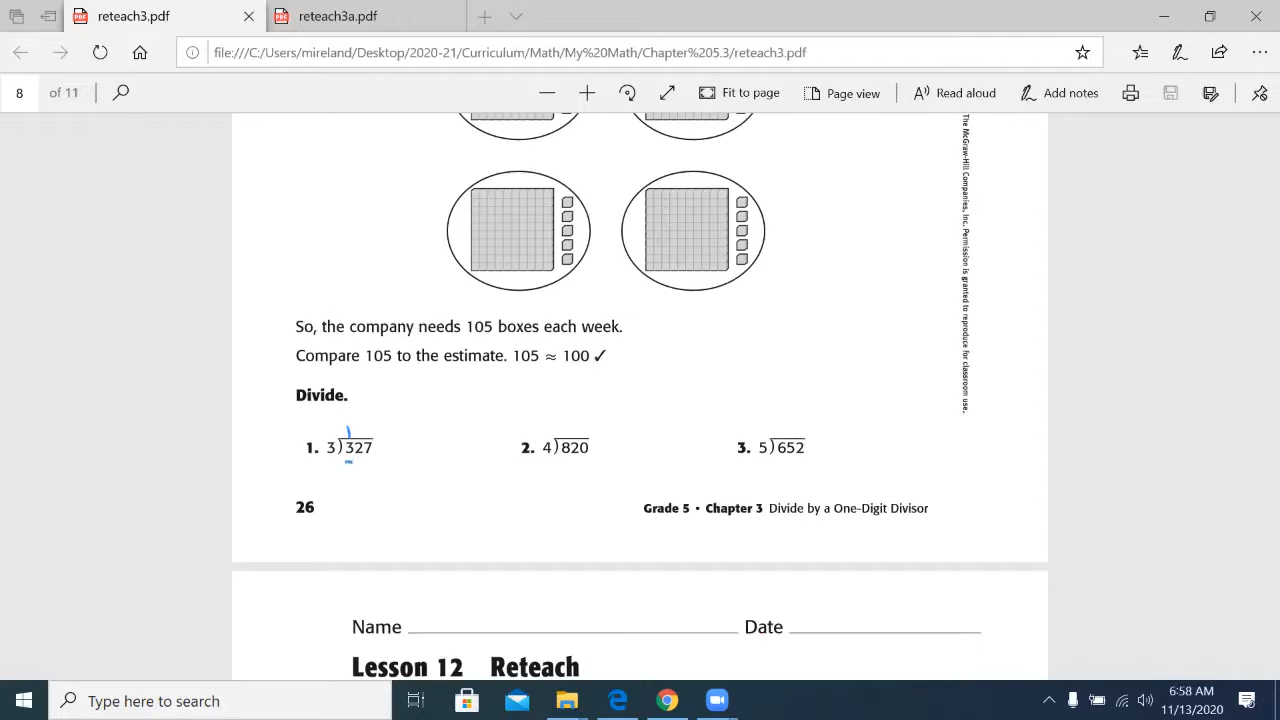 reteach3.pdf
reteach3.pdf
file:///C:/Users/mireland/Desktop/2020-21/Curriculum/Math/My%20Math/Chapter%205.3/reteach3.pdf
8 of 11
Fit to page
Page view
Read aloud
Add notes
The McGraw-Hill Companies, Inc. Permission is granted to reproduce for classroom use.
So, the company needs 105 boxes each week.
Compare 105 to the estimate. 105 ≈ 100 ✓
Divide.
1
1. 3)327 2. 4)820 3. 5)652
26 Grade 5 • Chapter 3 Divide by a One-Digit Divisor
Name Date
Lesson 12 Reteach
Type here to search
6:58 AM
11/13/2020